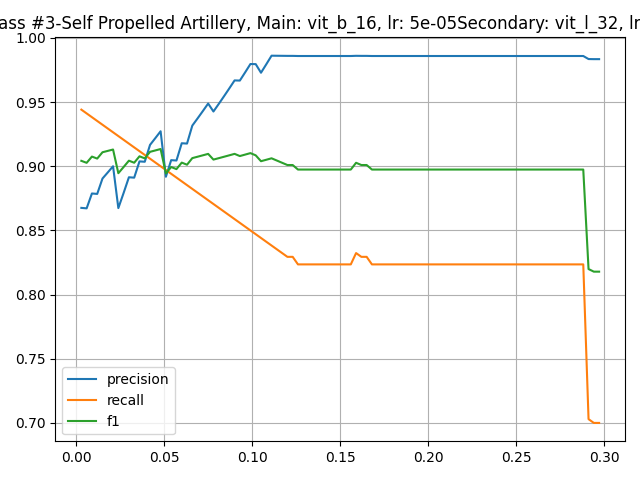 ass #3-Self Propelled Artillery, Main: vit_b_16, lr: 5e-05Secondary: vit_l_32, lr
1.00
0.95
0.90
0.85
0.80
0.75
0.70
precision
recall
f1
0.00 0.05 0.10 0.15 0.20 0.25 0.30